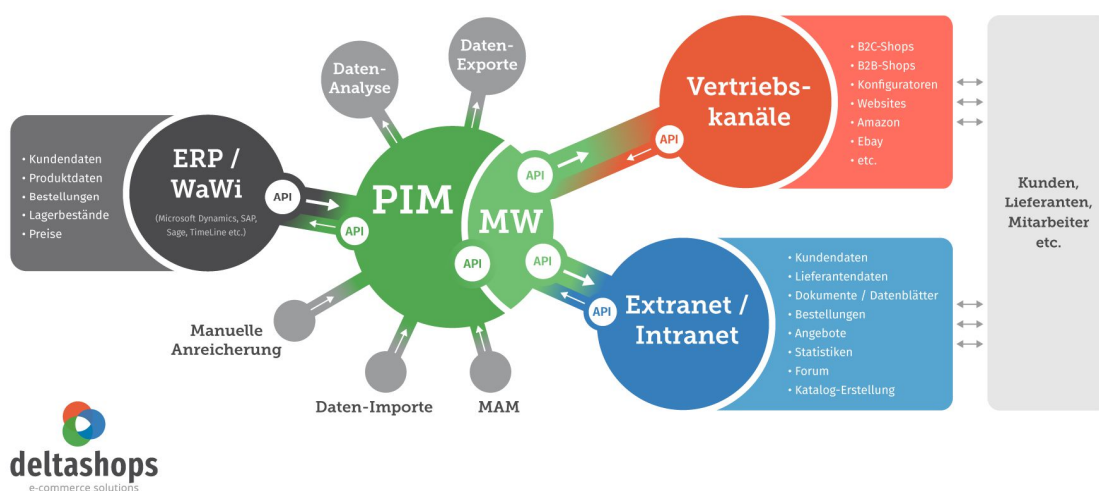 • Kundendaten
• Produktdaten
• Bestellungen
• Lagerbestände
• Preise
ERP /
WaWi
(Microsoft Dynamics, SAP,
Sage, TimeLine etc.)
API
API
Daten-
Analyse
Daten-
Exporte
PIM
MW
API
API
API
Manuelle
Anreicherung
Daten-Importe
MAM
Vertriebs-
kanäle
API
• B2C-Shops
• B2B-Shops
• Konfiguratoren
• Websites
• Amazon
• Ebay
• etc.
Extranet /
Intranet
API
• Kundendaten
• Lieferantendaten
• Dokumente / Datenblätter
• Bestellungen
• Angebote
• Statistiken
• Forum
• Katalog-Erstellung
Kunden,
Lieferanten,
Mitarbeiter
etc.
deltashops
e-commerce solutions